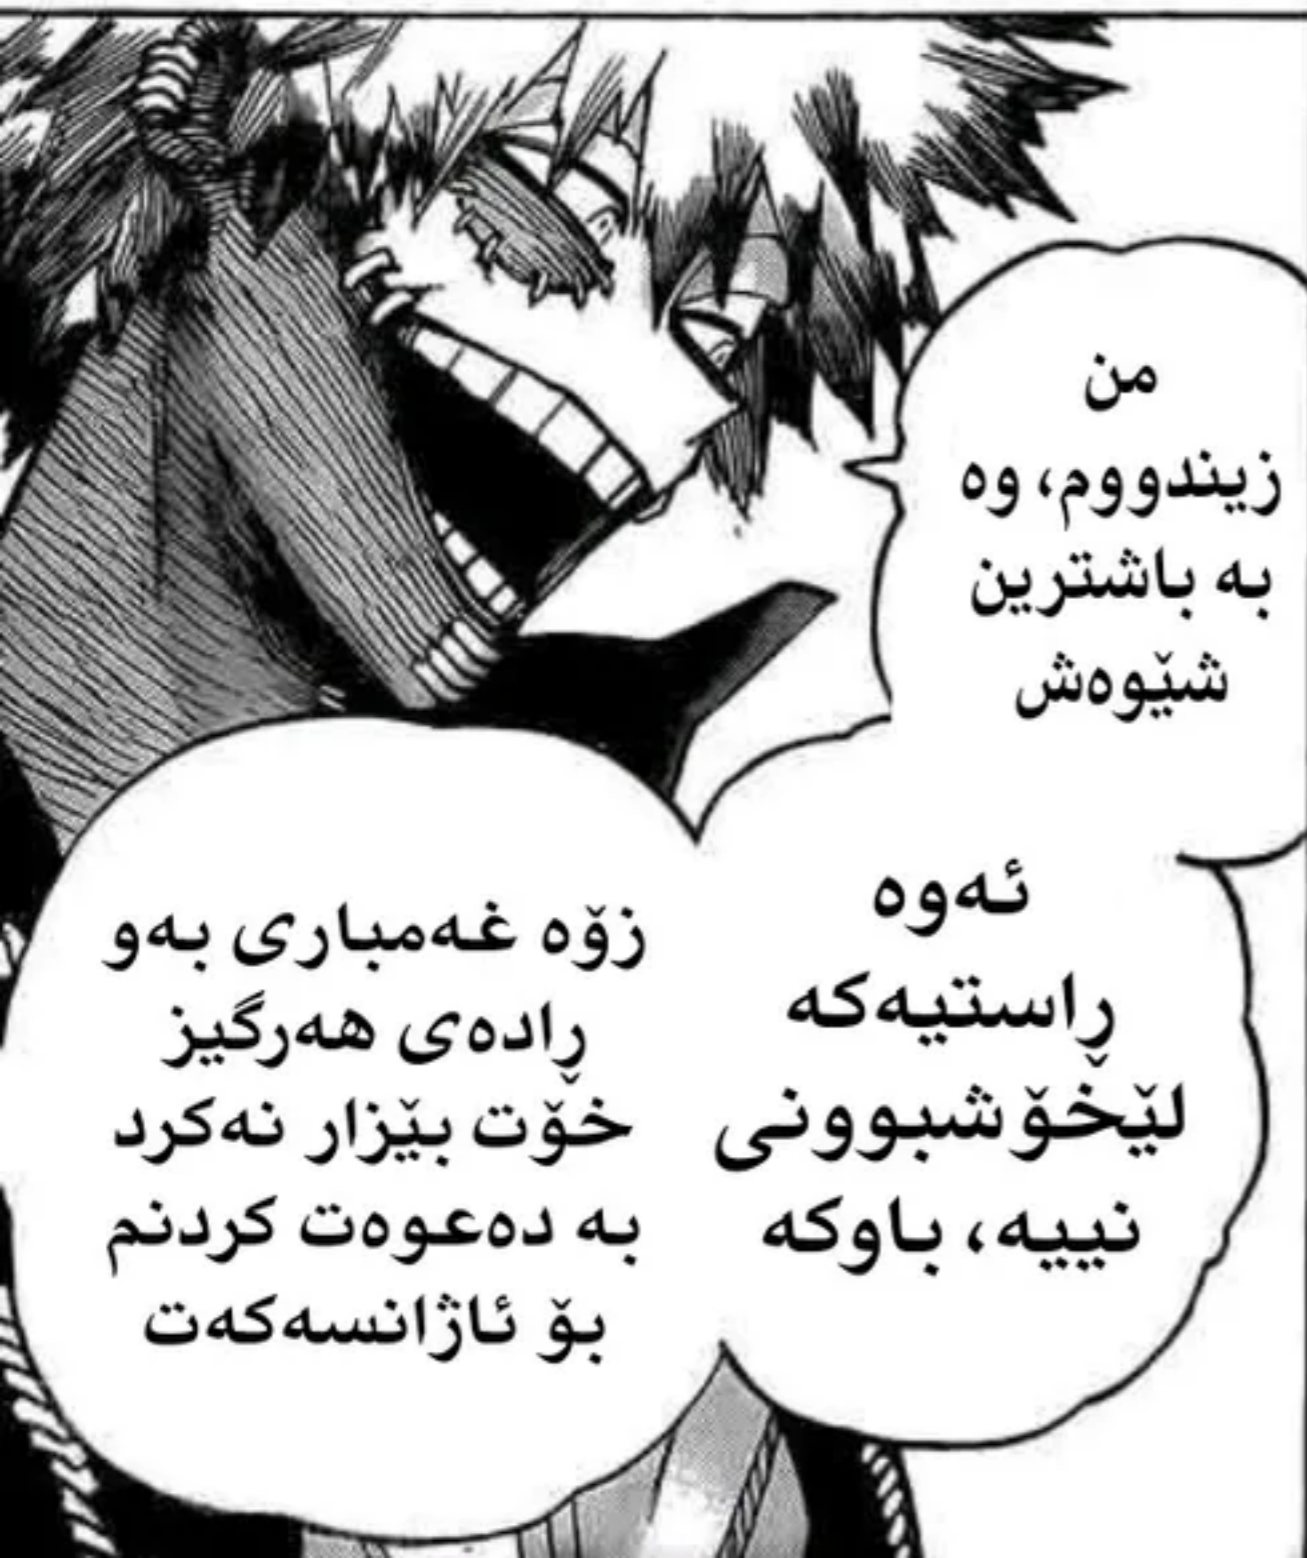 من
زیندووم، وە
بە باشترین
شێوەش
ئەوە
ڕاستیەکە
لێخۆشبوونی
نییە، باوکە
زۆە غەمباری بەو
ڕادەی هەرگیز
خۆت بێزار نەکرد
بە دەعوەت کردنم
بۆ ئاژانسەکەت